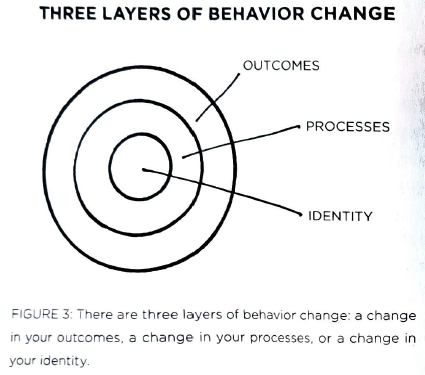 THREE LAYERS OF BEHAVIOR CHANGE
OUTCOMES
PROCESSES
IDENTITY
FIGURE 3: There are three layers of behavior change: a change
in your outcomes, a change in your processes, or a change in
your identity.